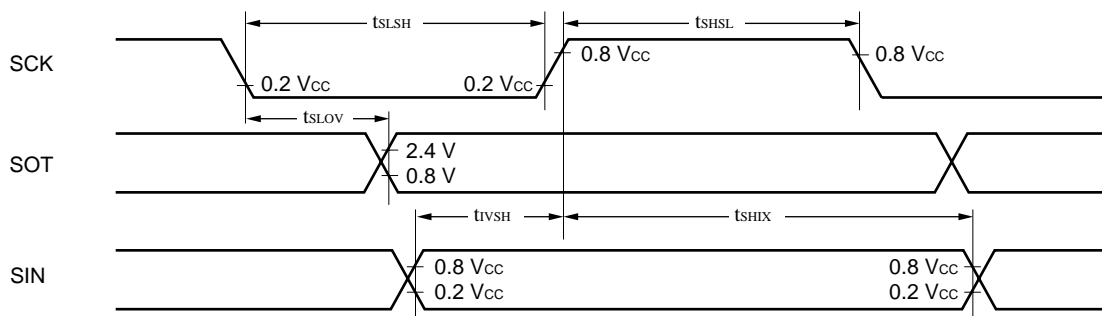 tSLSH tSHSL
SCK 0.8 VCC 0.8 VCC
0.2 VCC 0.2 VCC
tSLOV
SOT 2.4 V
0.8 V
tIVSH tSHIX
SIN 0.8 VCC 0.8 VCC
0.2 VCC 0.2 VCC